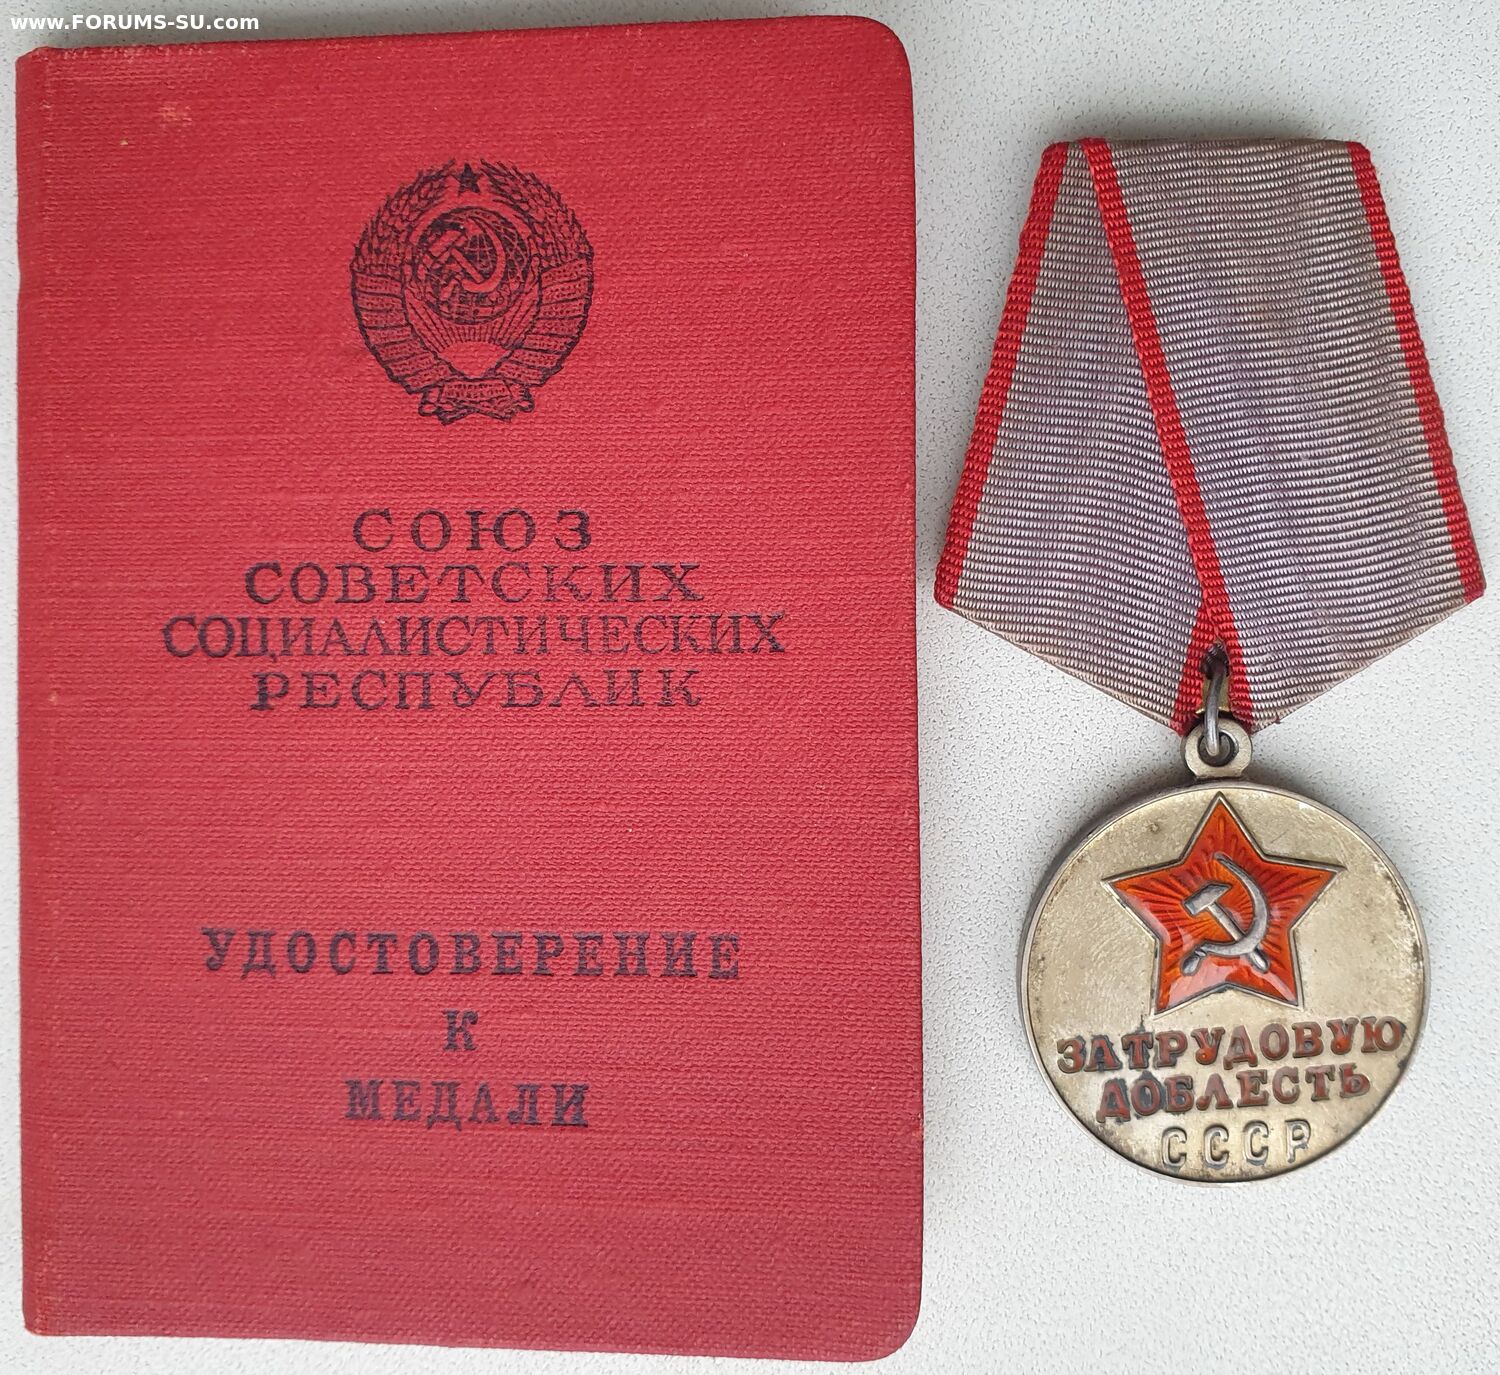 www.FORUMS-SU.com
СОЮЗ
СОВЕТСКИХ
СОЦИАЛИСТИЧЕСКИХ
РЕСПУБЛИК
УДОСТОВЕРЕНИЕ
К
МЕДАЛИ
ЗА ТРУДОВУЮ
ДОБЛЕСТЬ
СССР